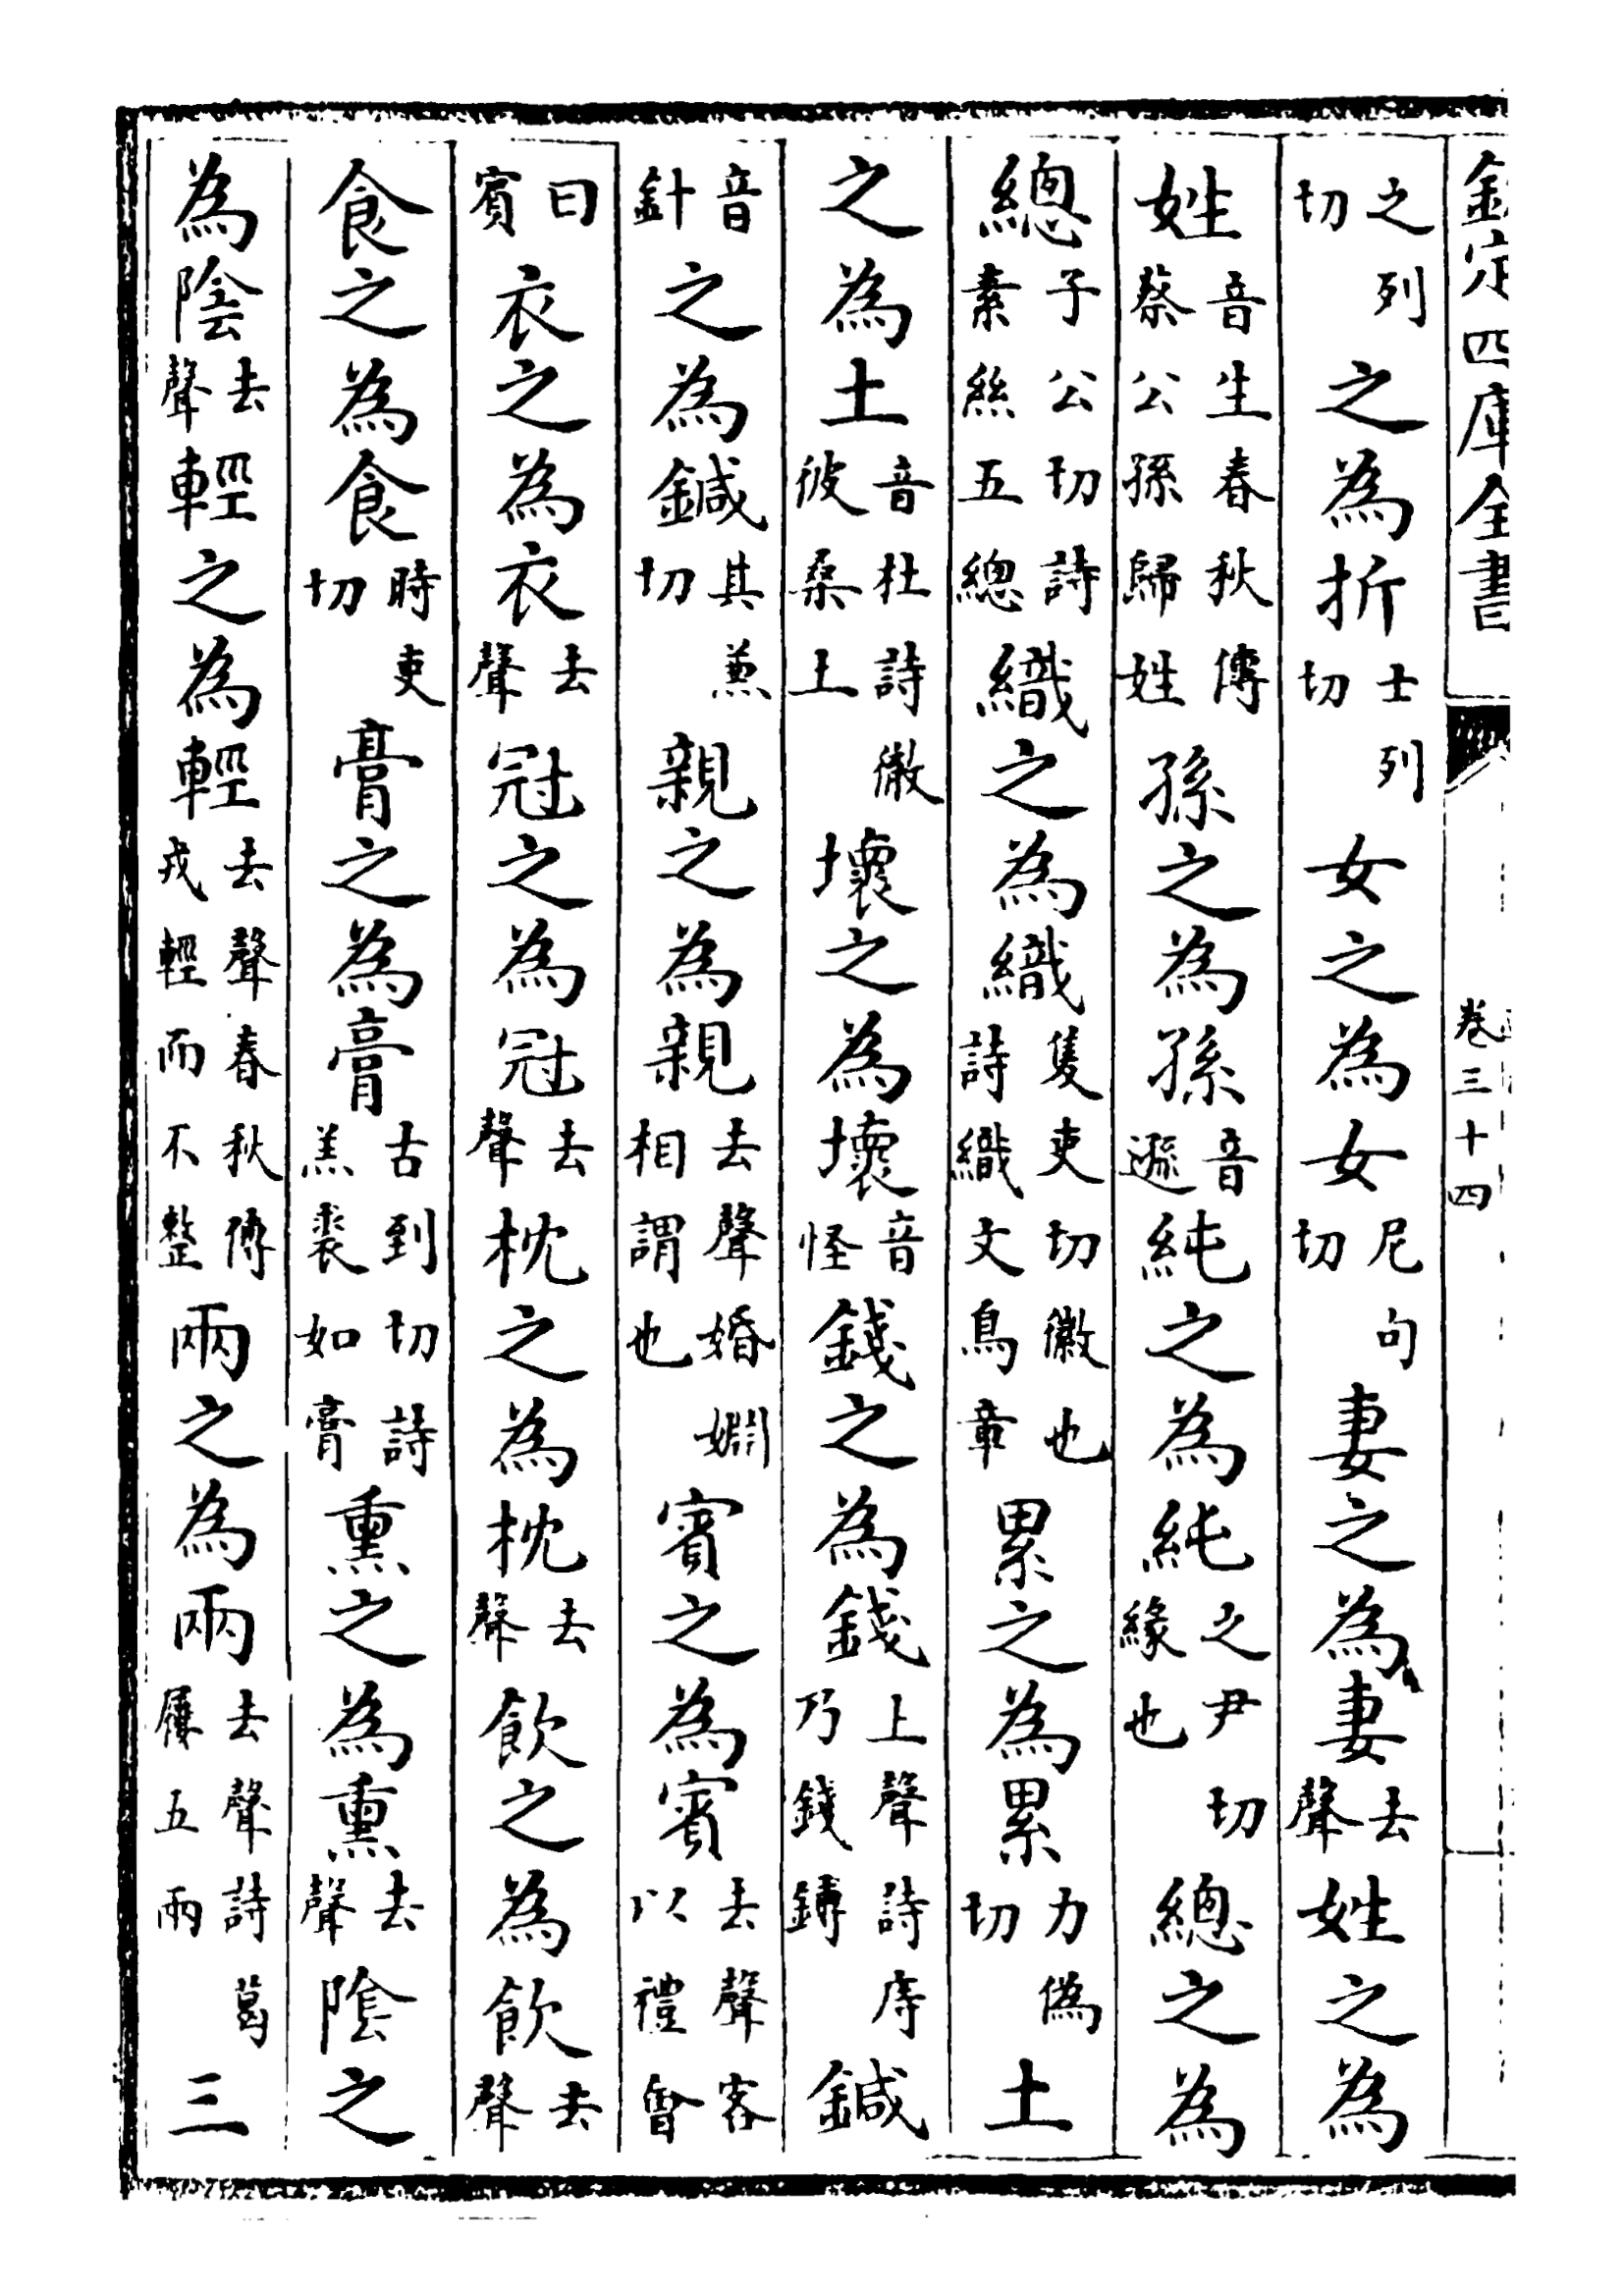 欽定四庫全書
卷三十四
之列切之為折士列切女之為女尼句切妻之為妻去聲姓之為
姓音生春秋傳蔡公孫歸姓孫之為孫音遜純之為純之尹切緣也總之為
總子公切詩素絲五總織之為織隻吏切徽也詩織文鳥章累之為累力偽切土
之為土音杜詩徹彼桑土壞之為壞音怪錢之為錢上聲詩庤乃錢鏄鍼
音針之為鍼其兼切親之為親去聲婚婣相謂也賓之為賓去聲客以禮會
曰賓衣之為衣去聲冠之為冠去聲枕之為枕去聲飲之為飲去聲
食之為食時吏切膏之為膏古到切詩羔裘如膏熏之為熏去聲陰之
為陰去聲輕之為輕去聲春秋傳戎輕而不整兩之為兩去聲詩葛屨五兩三